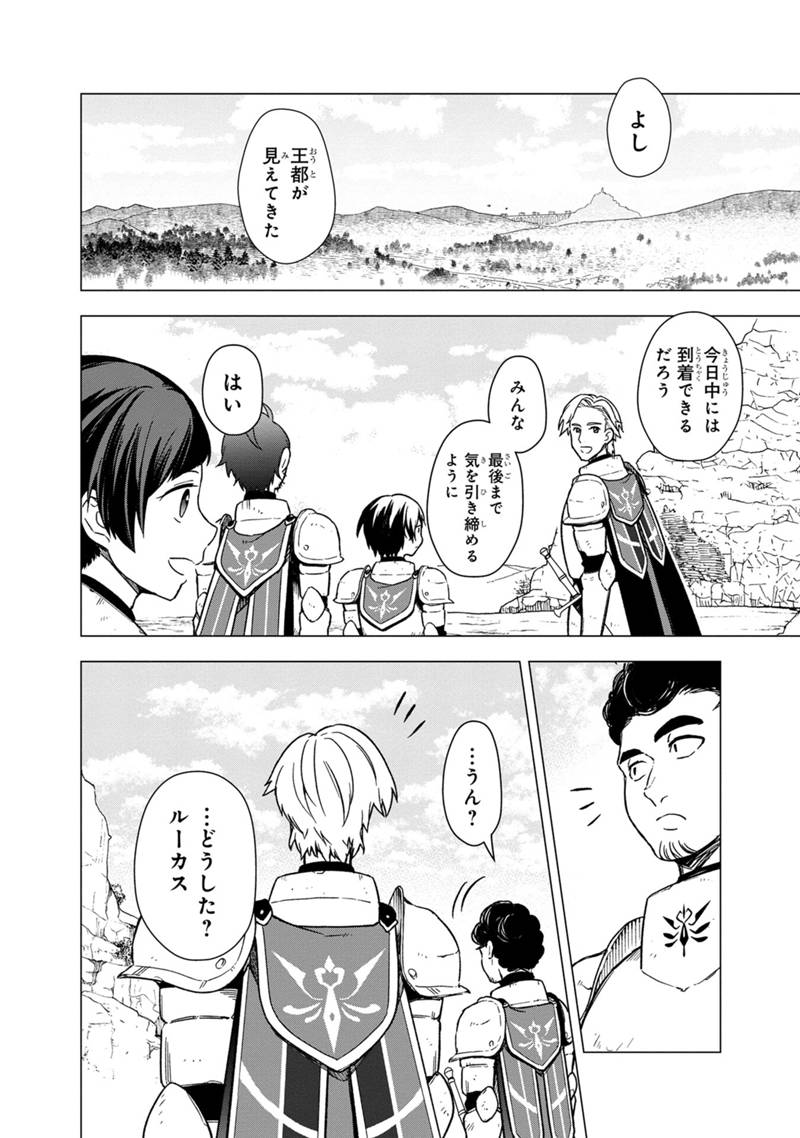 よし
王都が
見えてきた
今日中には
到着できる
だろう
みんな
最後まで
気を引き締める
ように
はい
…うん?
…どうした?
ルーカス